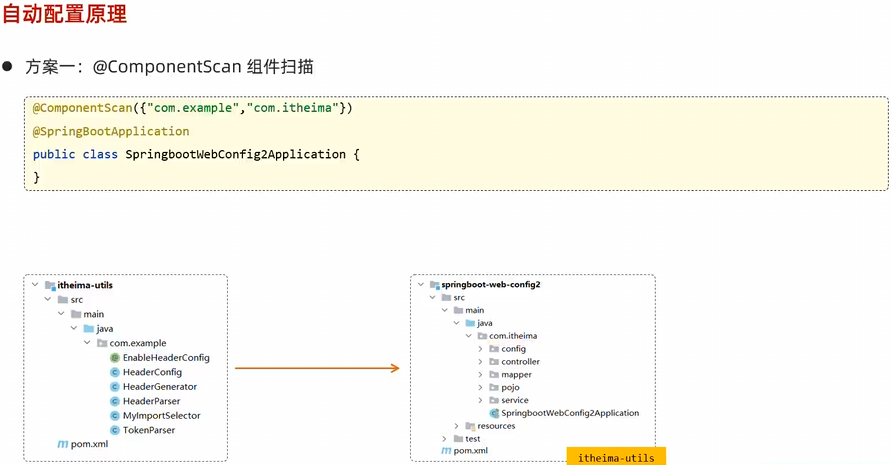 自动配置原理
● 方案一：@ComponentScan 组件扫描
@ComponentScan({"com.example","com.itheima"})
@SpringBootApplication
public class SpringbootWebConfig2Application {
}
itheima-utils
src
main
java
com.example
EnableHeaderConfig
HeaderConfig
HeaderGenerator
HeaderParser
MyImportSelector
TokenParser
pom.xml
springboot-web-config2
src
main
java
com.itheima
config
controller
mapper
pojo
service
SpringbootWebConfig2Application
resources
test
pom.xml
itheima-utils